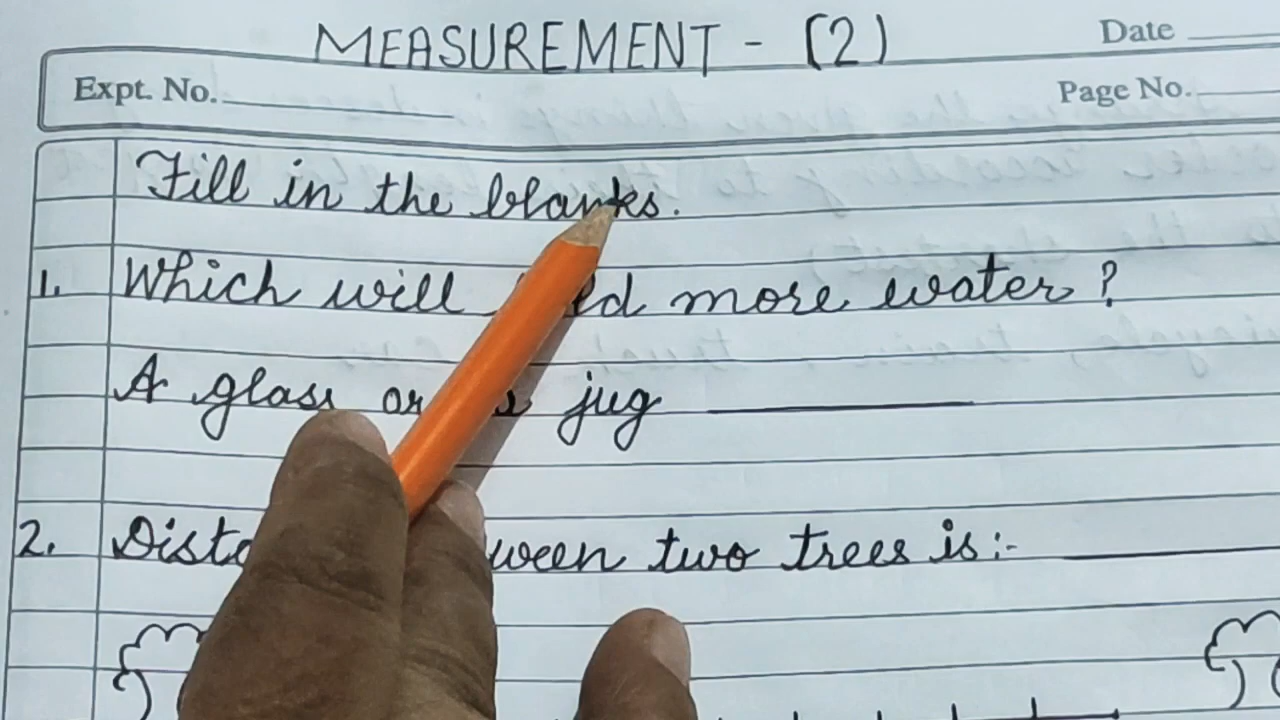 MEASUREMENT - (2)
Date
Expt. No.
Page No.
Fill in the blanks.
1. Which will more water ?
A glass or jug
2. two trees is :-